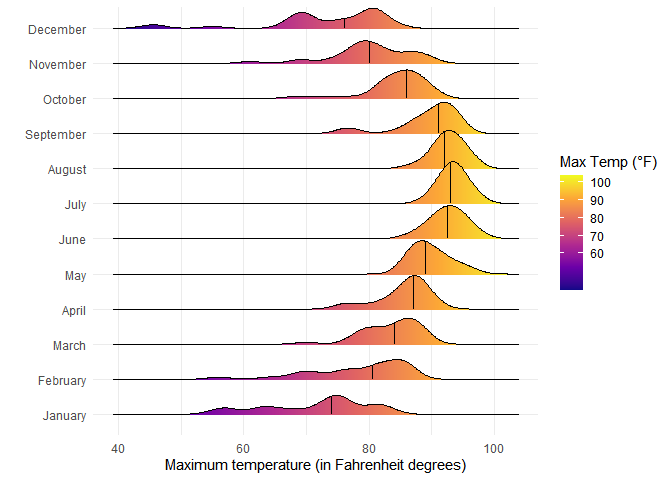 December
November
October
September
August
July
June
May
April
March
February
January
40
60
80
100
Maximum temperature (in Fahrenheit degrees)
Max Temp (°F)
100
90
80
70
60